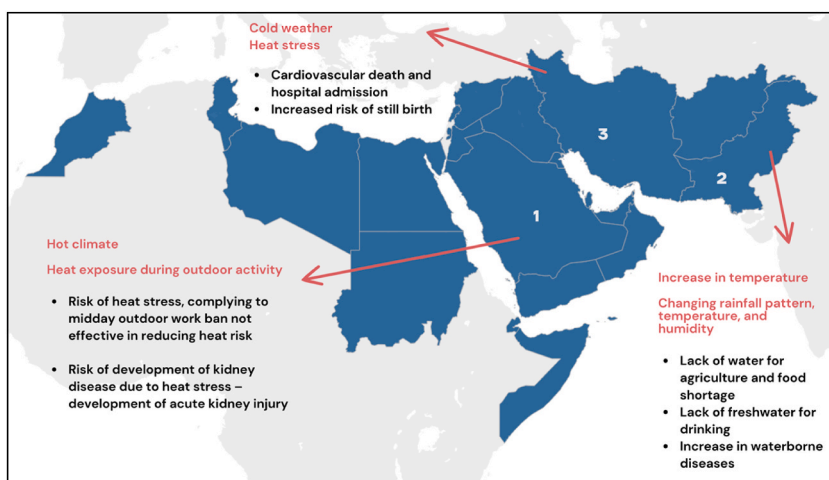 Cold weather
Heat stress
• Cardiovascular death and
hospital admission
• Increased risk of still birth
3
2
1
Hot climate
Heat exposure during outdoor activity
• Risk of heat stress, complying to
midday outdoor work ban not
effective in reducing heat risk
• Risk of development of kidney
disease due to heat stress –
development of acute kidney injury
Increase in temperature
Changing rainfall pattern,
temperature, and
humidity
• Lack of water for
agriculture and food
shortage
• Lack of freshwater for
drinking
• Increase in waterborne
diseases